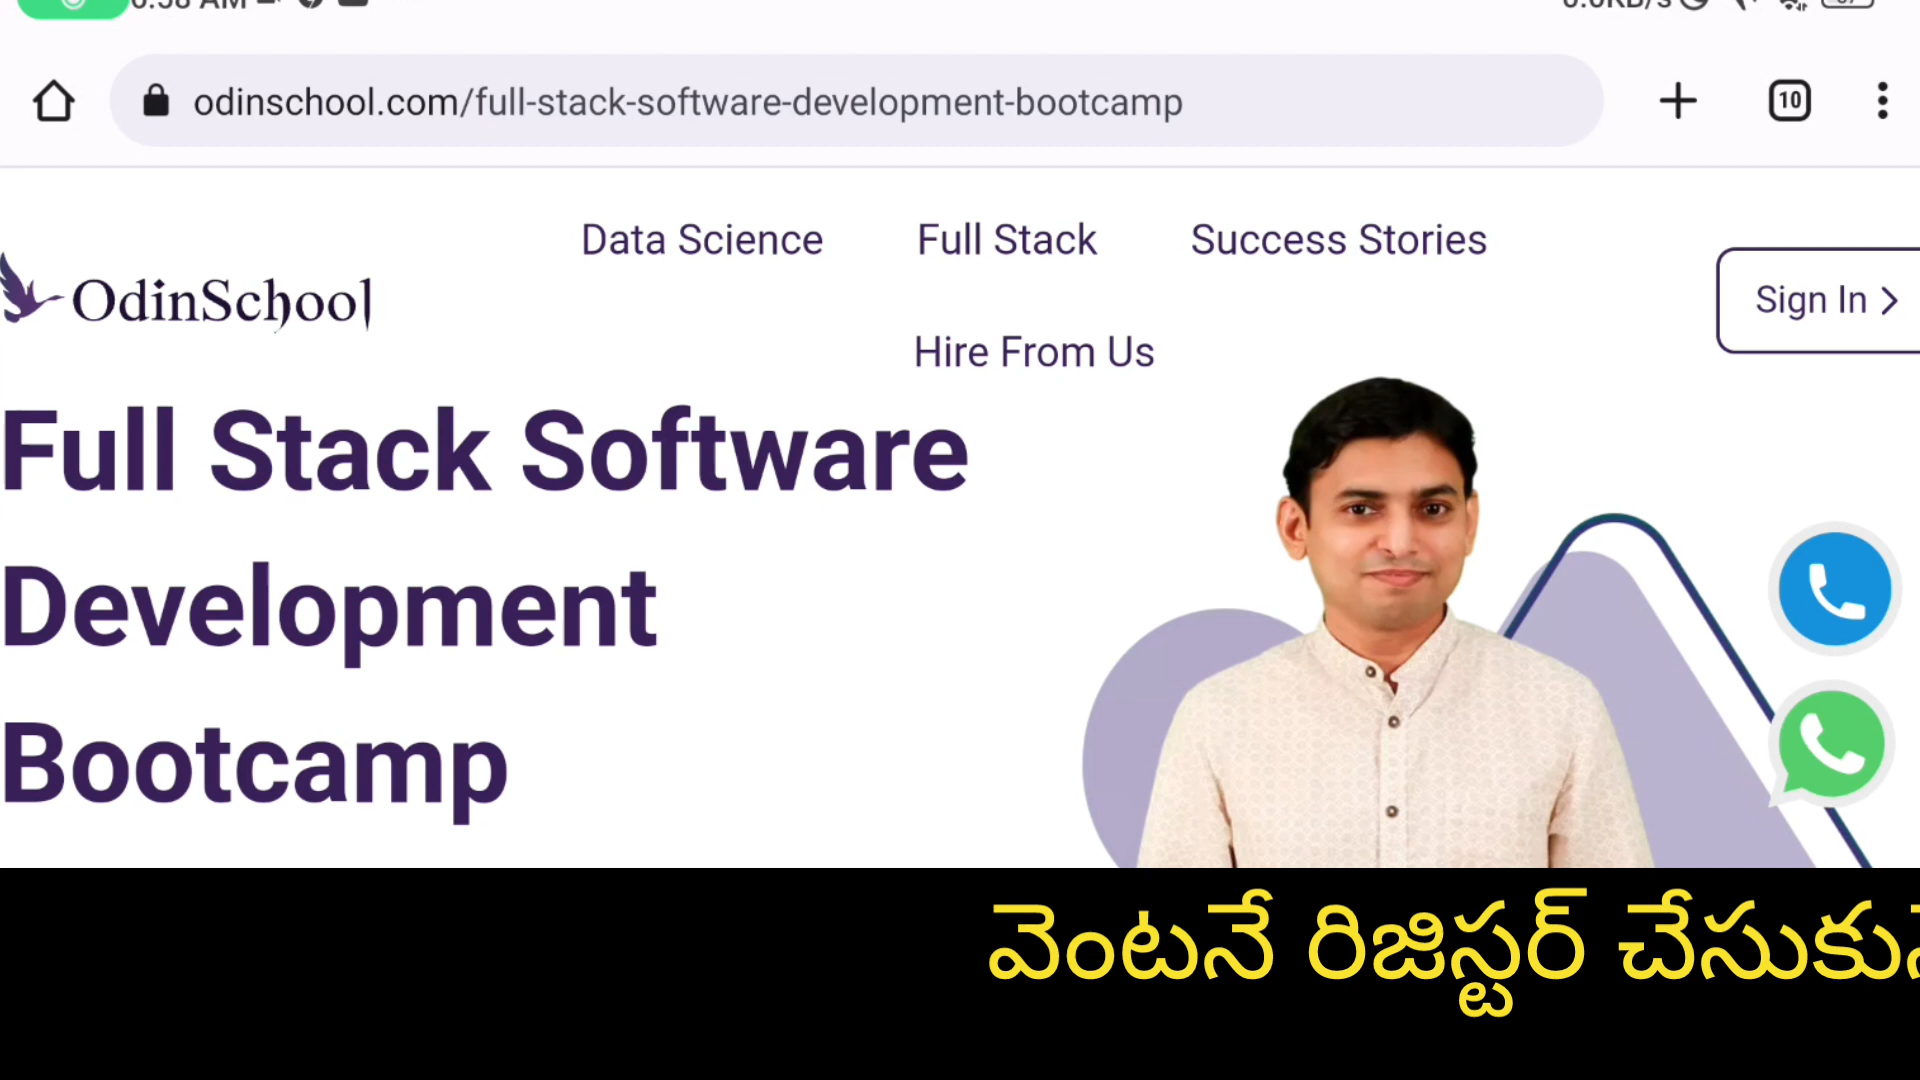 odinschool.com/full-stack-software-development-bootcamp
10
Data Science
Full Stack
Success Stories
Hire From Us
OdinSchool
Sign In
Full Stack Software
Development
Bootcamp
వెంటనే రిజిస్టర్